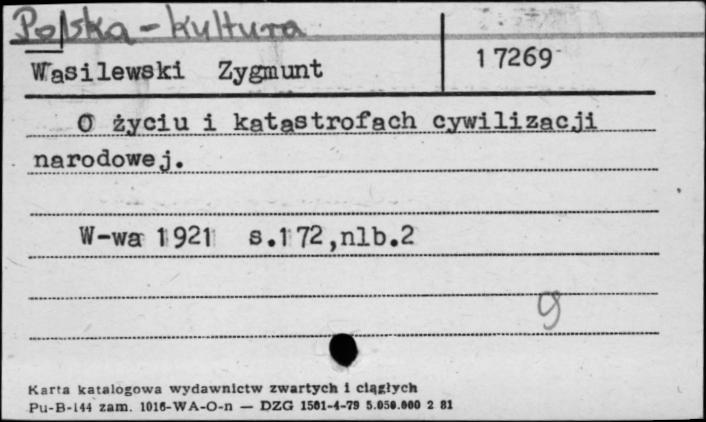 Polska - kultura
Wasilewski Zygmunt 17269
O życiu i katastrofach cywilizacji
narodowej.
W-wa 1921 s.172,nlb.2
9
Karta katalogowa wydawnictw zwartych i ciągłych
Pu-B-144 zam. 1016-WA-O-n — DZG 1501-4-79 5.050.000 2 81